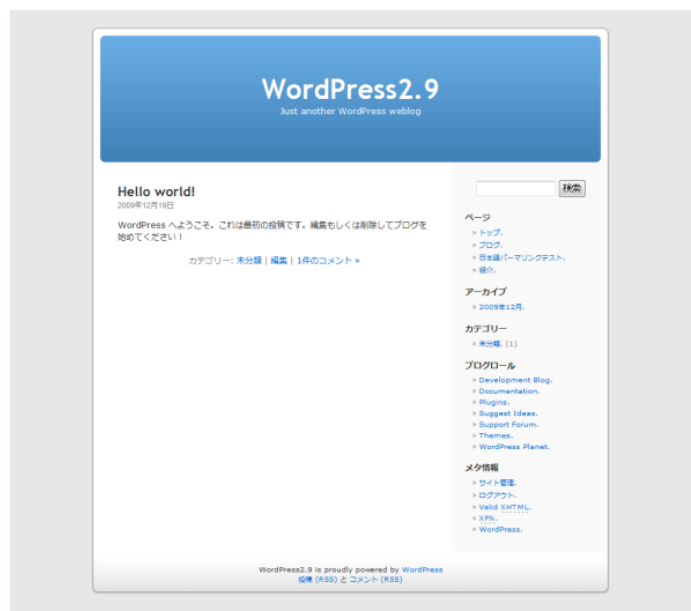 WordPress2.9
Just another WordPress weblog
Hello world!
2009年12月19日
WordPress へようこそ。これは最初の投稿です。編集もしくは削除してブログを
始めてください！
カテゴリー: 未分類 | 編集 | 1件のコメント »
検索
ページ
» トップ.
» ブログ.
» 日本語パーマリンクテスト.
» 紹介.
アーカイブ
» 2009年12月.
カテゴリー
» 未分類. (1)
ブログロール
» Development Blog.
» Documentation.
» Plugins.
» Suggest Ideas.
» Support Forum.
» Themes.
» WordPress Planet.
メタ情報
» サイト管理.
» ログアウト.
» Valid XHTML.
» XFN.
» WordPress.
WordPress2.9 is proudly powered by WordPress
投稿 (RSS) と コメント (RSS)